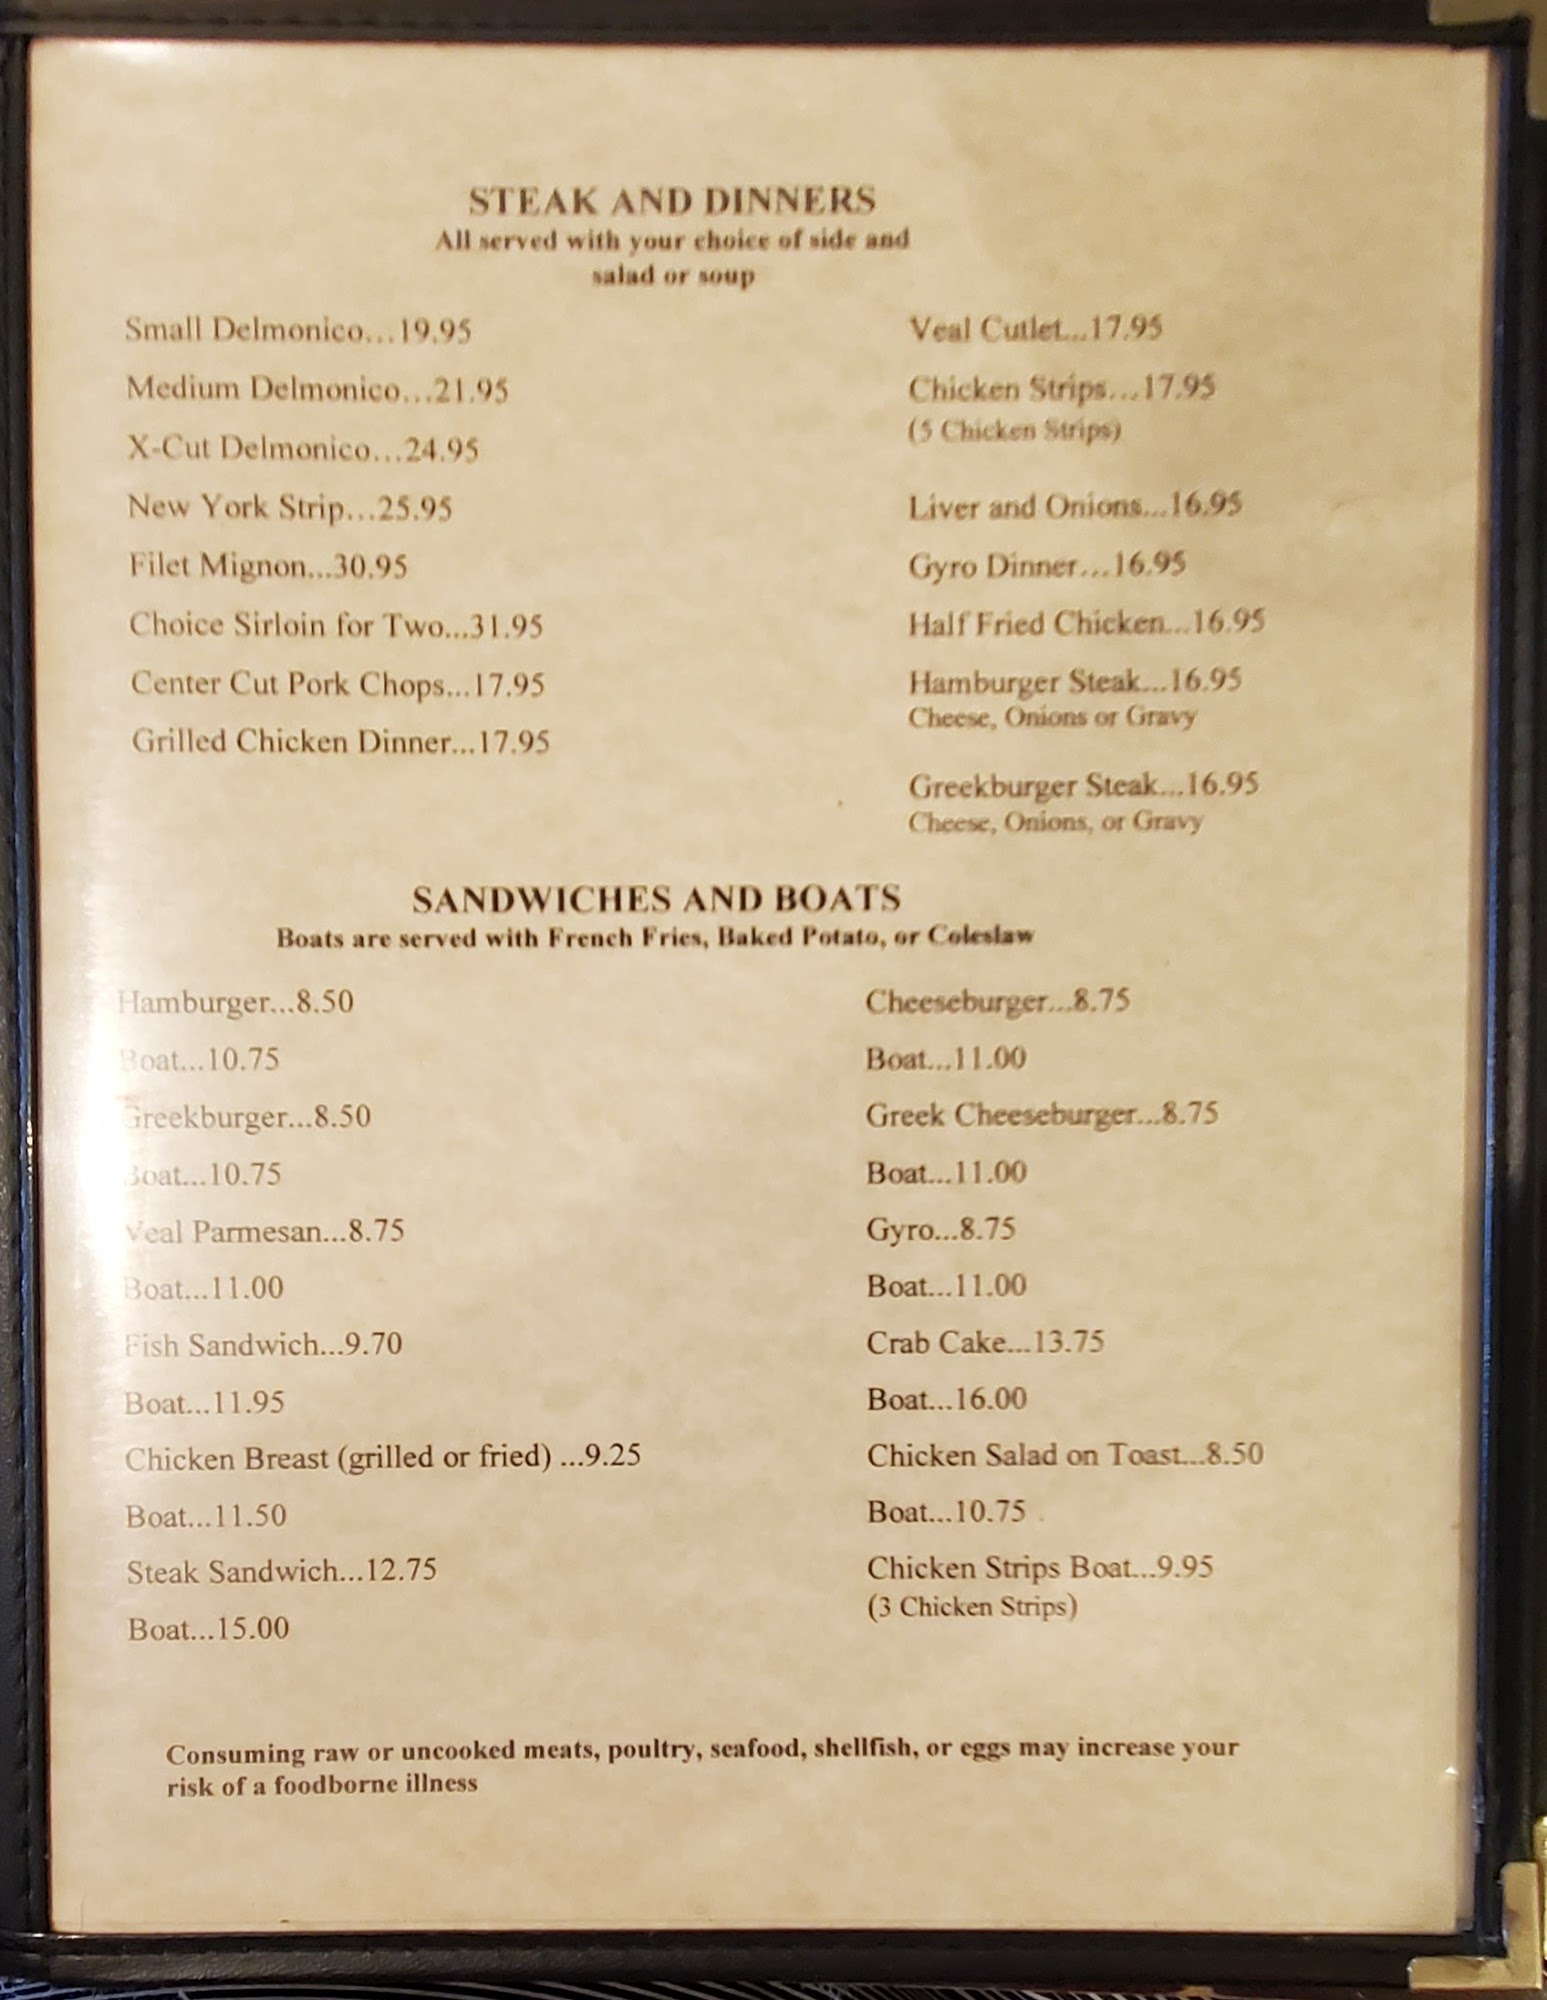 STEAK AND DINNERS
All served with your choice of side and
salad or soup
Small Delmonico...19.95
Medium Delmonico...21.95
X-Cut Delmonico...24.95
New York Strip...25.95
Filet Mignon...30.95
Choice Sirloin for Two...31.95
Center Cut Pork Chops...17.95
Grilled Chicken Dinner...17.95
Veal Cutlet...17.95
Chicken Strips...17.95
(5 Chicken Strips)
Liver and Onions...16.95
Gyro Dinner...16.95
Half Fried Chicken...16.95
Hamburger Steak...16.95
Cheese, Onions or Gravy
Greekburger Steak...16.95
Cheese, Onions, or Gravy
SANDWICHES AND BOATS
Boats are served with French Fries, Baked Potato, or Coleslaw
Hamburger...8.50
Boat...10.75
Greekburger...8.50
Boat...10.75
Veal Parmesan...8.75
Boat...11.00
Fish Sandwich...9.70
Boat...11.95
Chicken Breast (grilled or fried) ...9.25
Boat...11.50
Steak Sandwich...12.75
Boat...15.00
Cheeseburger...8.75
Boat...11.00
Greek Cheeseburger...8.75
Boat...11.00
Gyro...8.75
Boat...11.00
Crab Cake...13.75
Boat...16.00
Chicken Salad on Toast...8.50
Boat...10.75
Chicken Strips Boat...9.95
(3 Chicken Strips)
Consuming raw or uncooked meats, poultry, seafood, shellfish, or eggs may increase your
risk of a foodborne illness